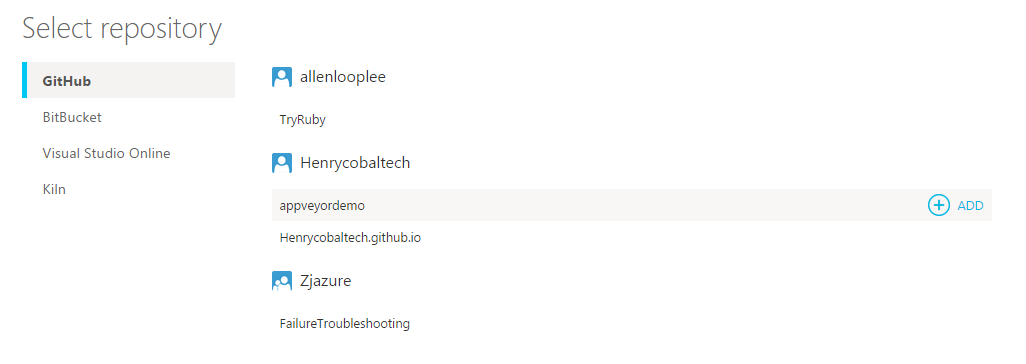 Select repository
GitHub
BitBucket
Visual Studio Online
Kiln
allenlooplee
TryRuby
Henrycobaltech
appveyordemo
ADD
Henrycobaltech.github.io
Zjazure
FailureTroubleshooting